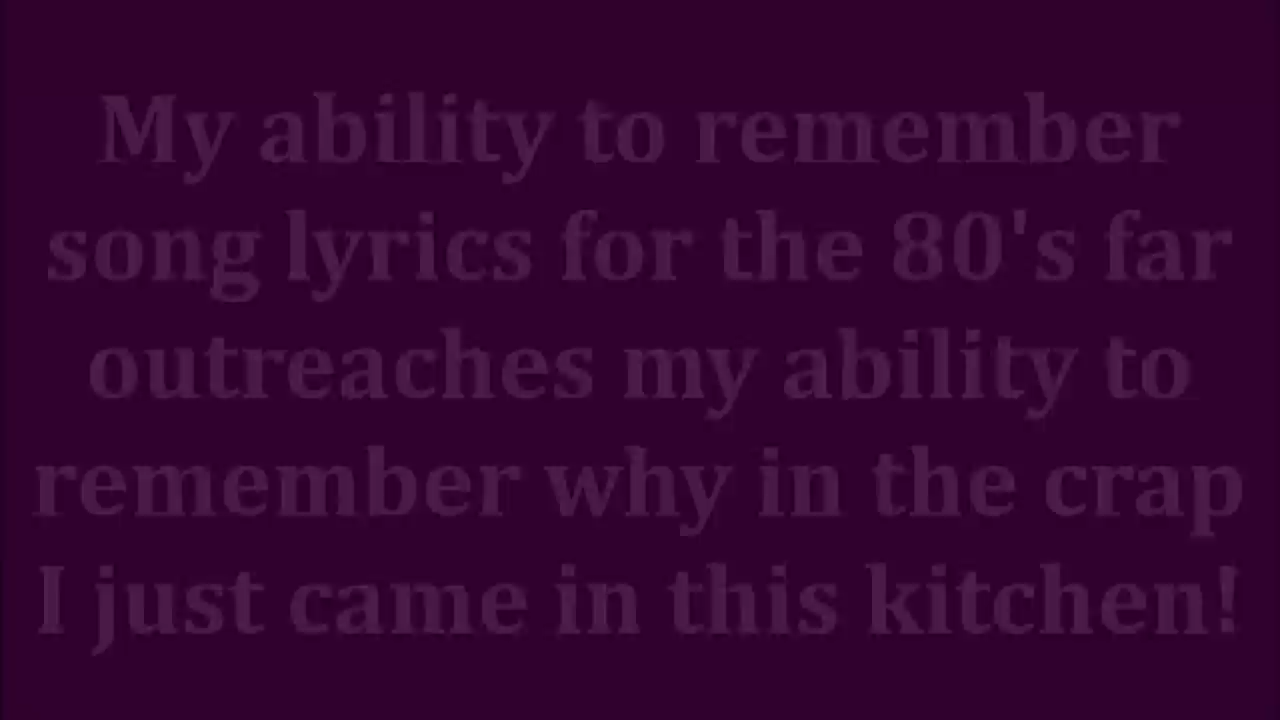 My ability to remember
song lyrics for the 80's far
outreaches my ability to
remember why in the crap
I just came in this kitchen!